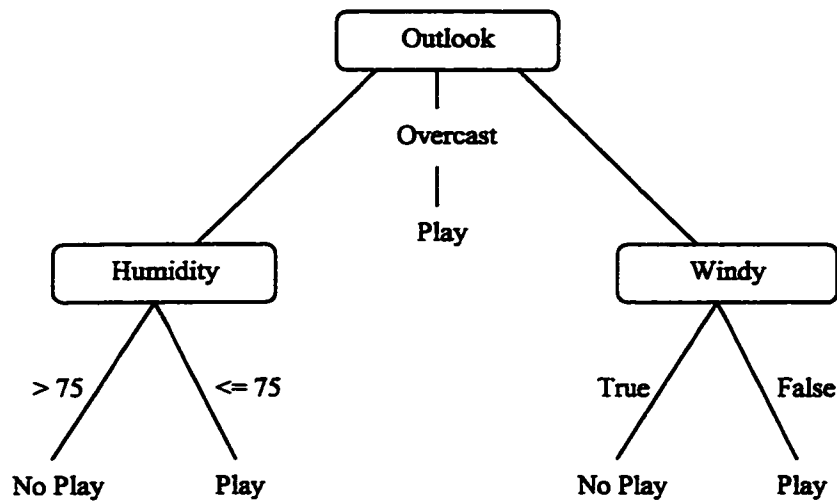 Outlook
Overcast
Play
Humidity
Windy
> 75
<= 75
True
False
No Play
Play
No Play
Play